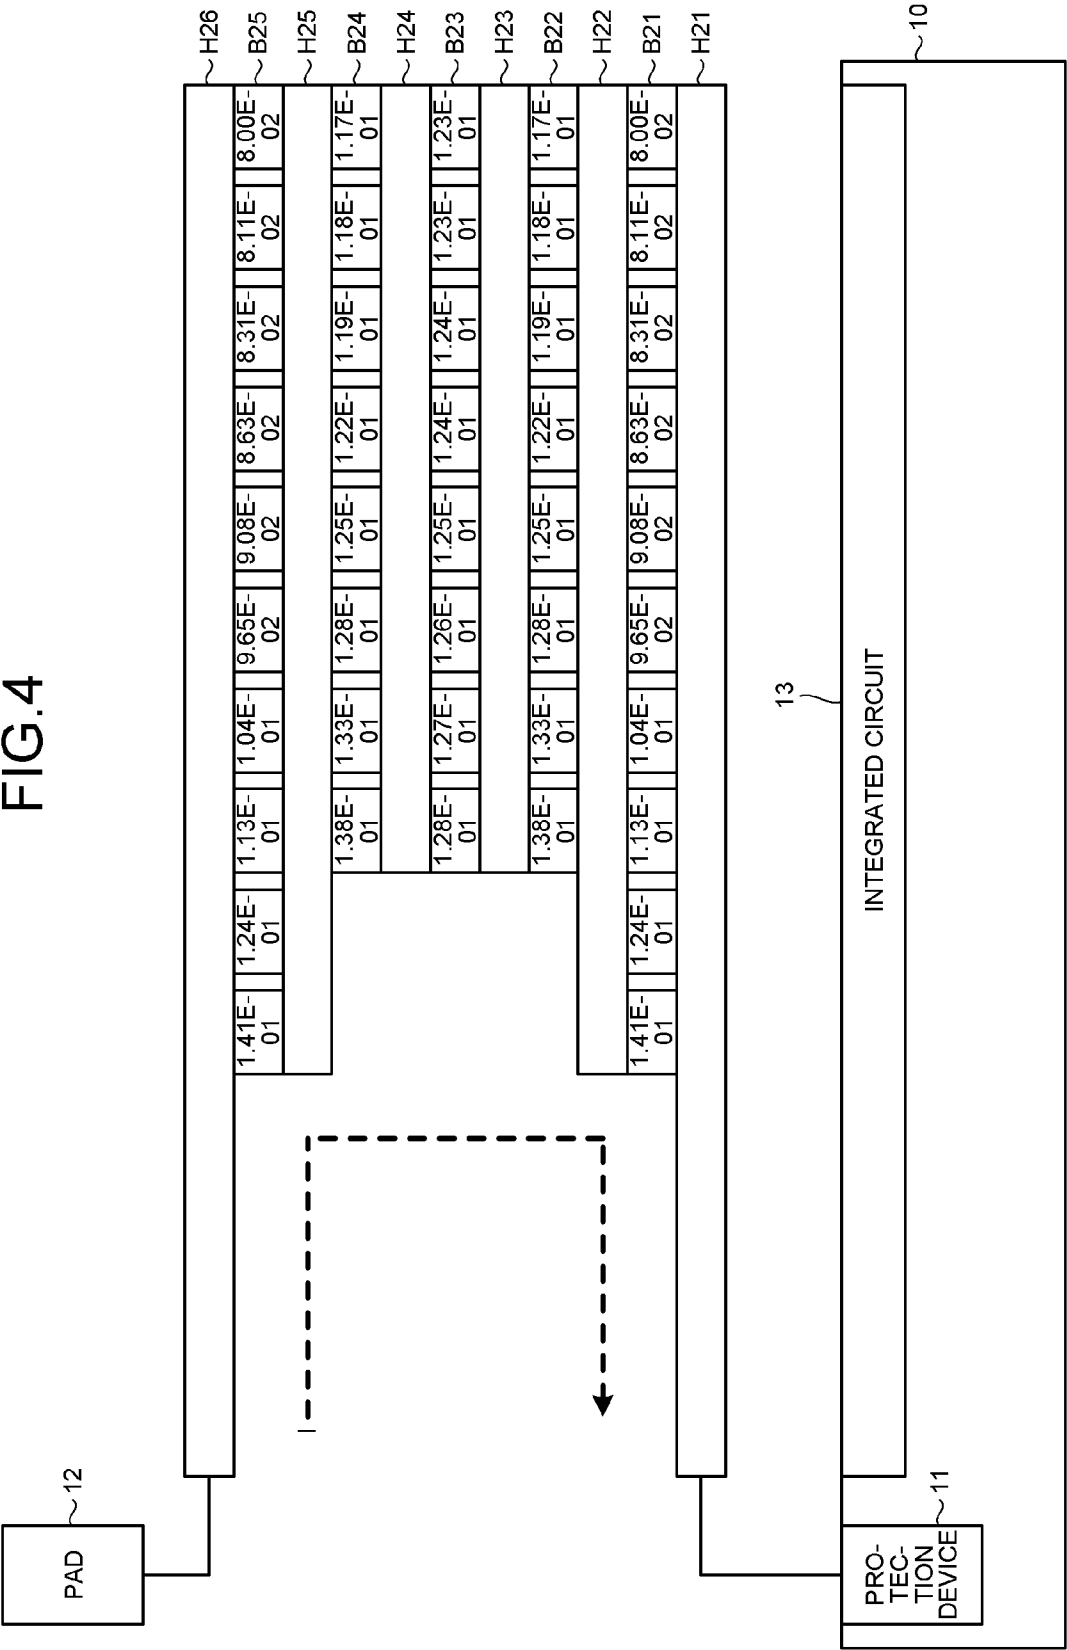 FIG.4
PAD
12
H26
1.41E-
01
1.24E-
01
1.13E-
01
1.04E-
01
9.65E-
02
9.08E-
02
8.63E-
02
8.31E-
02
8.11E-
02
8.00E-
02
B25
H25
I
1.38E-
01
1.33E-
01
1.28E-
01
1.25E-
01
1.22E-
01
1.19E-
01
1.18E-
01
1.17E-
01
B24
H24
1.28E-
01
1.27E-
01
1.26E-
01
1.25E-
01
1.24E-
01
1.24E-
01
1.23E-
01
1.23E-
01
B23
H23
1.38E-
01
1.33E-
01
1.28E-
01
1.25E-
01
1.22E-
01
1.19E-
01
1.18E-
01
1.17E-
01
B22
H22
1.41E-
01
1.24E-
01
1.13E-
01
1.04E-
01
9.65E-
02
9.08E-
02
8.63E-
02
8.31E-
02
8.11E-
02
8.00E-
02
B21
H21
13
10
PRO-
TEC-
TION
DEVICE
11
INTEGRATED CIRCUIT